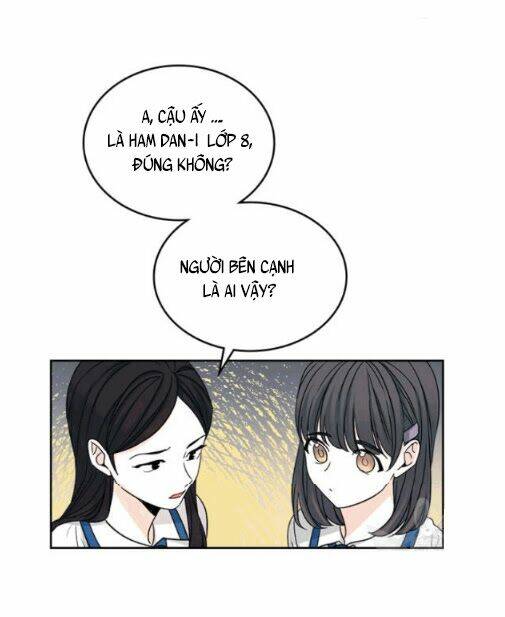 A, CẬU ẤY ....
LÀ HAM DAN-I LỚP 8,
ĐÚNG KHÔNG?
NGƯỜI BÊN CẠNH
LÀ AI VẬY?